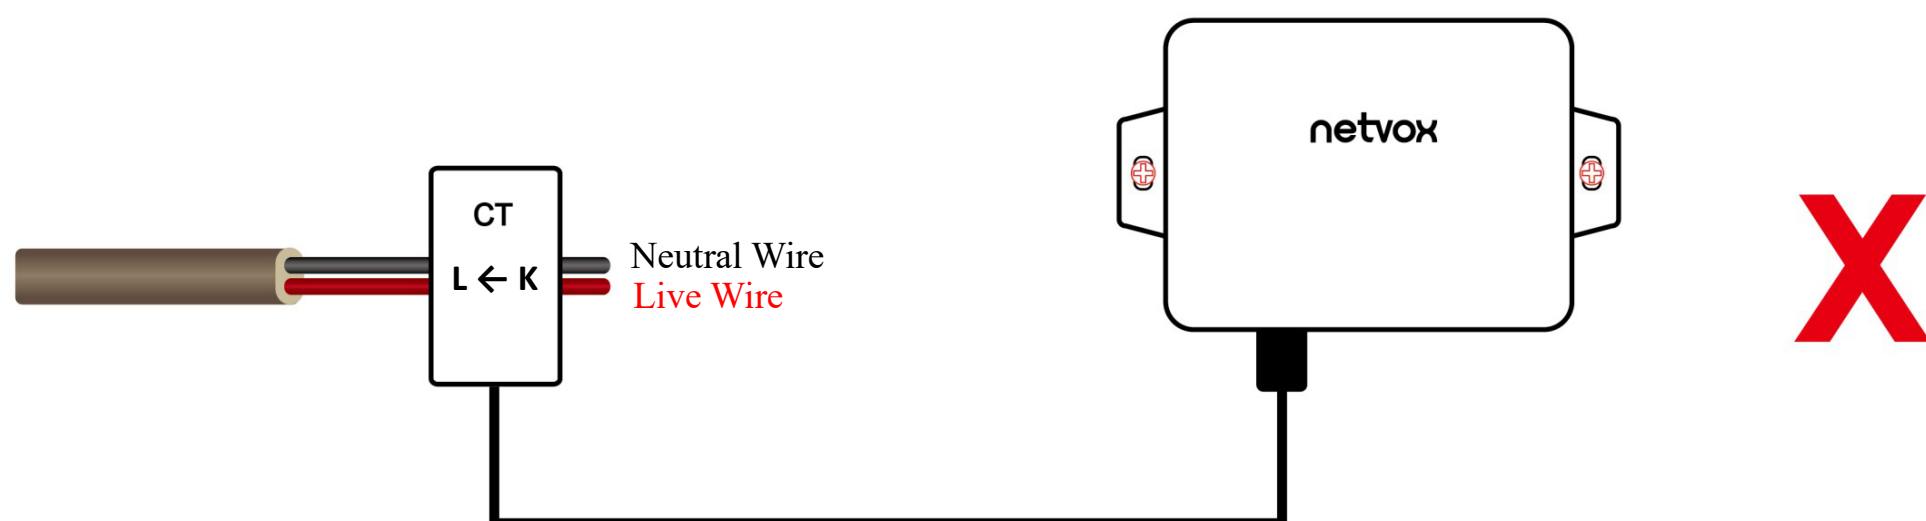 netvox
CT
L ← K
Neutral Wire
Live Wire
X